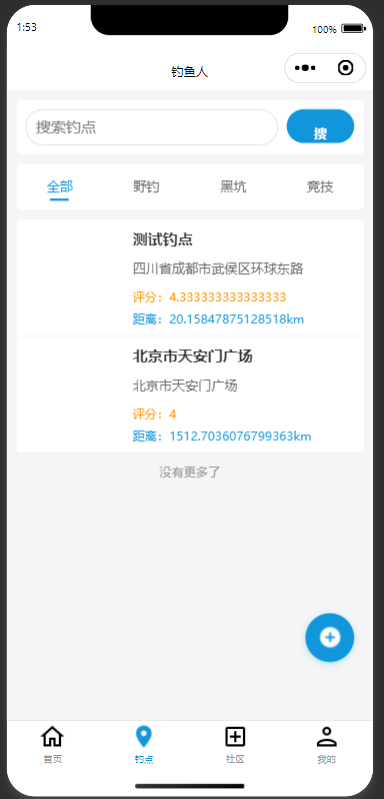 1:53
100%
钓鱼人
搜索钓点
搜
全部 野钓 黑坑 竞技
测试钓点
四川省成都市武侯区环球东路
评分：4.333333333333333
距离：20.15847875128518km
北京市天安门广场
北京市天安门广场
评分：4
距离：1512.7036076799363km
没有更多了
首页 钓点 社区 我的